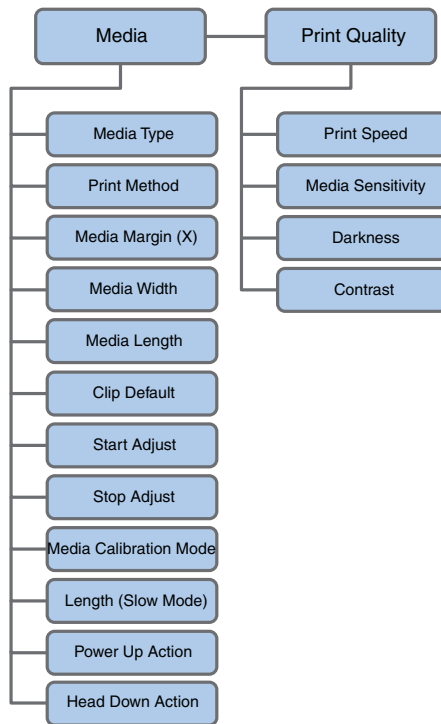 Media
Print Quality
Media Type
Print Method
Media Margin (X)
Media Width
Media Length
Clip Default
Start Adjust
Stop Adjust
Media Calibration Mode
Length (Slow Mode)
Power Up Action
Head Down Action
Print Speed
Media Sensitivity
Darkness
Contrast